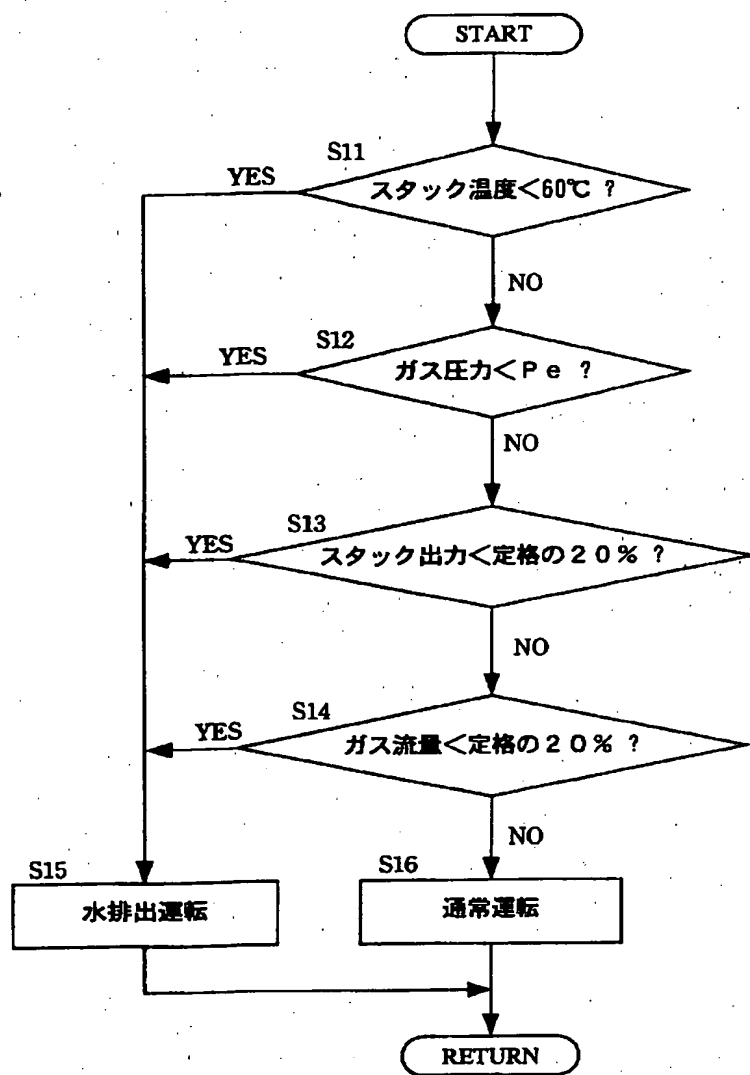 START
S11
YES
スタック温度<60℃ ?
NO
S12
YES
ガス圧力<Pe ?
NO
S13
YES
スタック出力<定格の20% ?
NO
S14
YES
ガス流量<定格の20% ?
NO
S15
水排出運転
S16
通常運転
RETURN